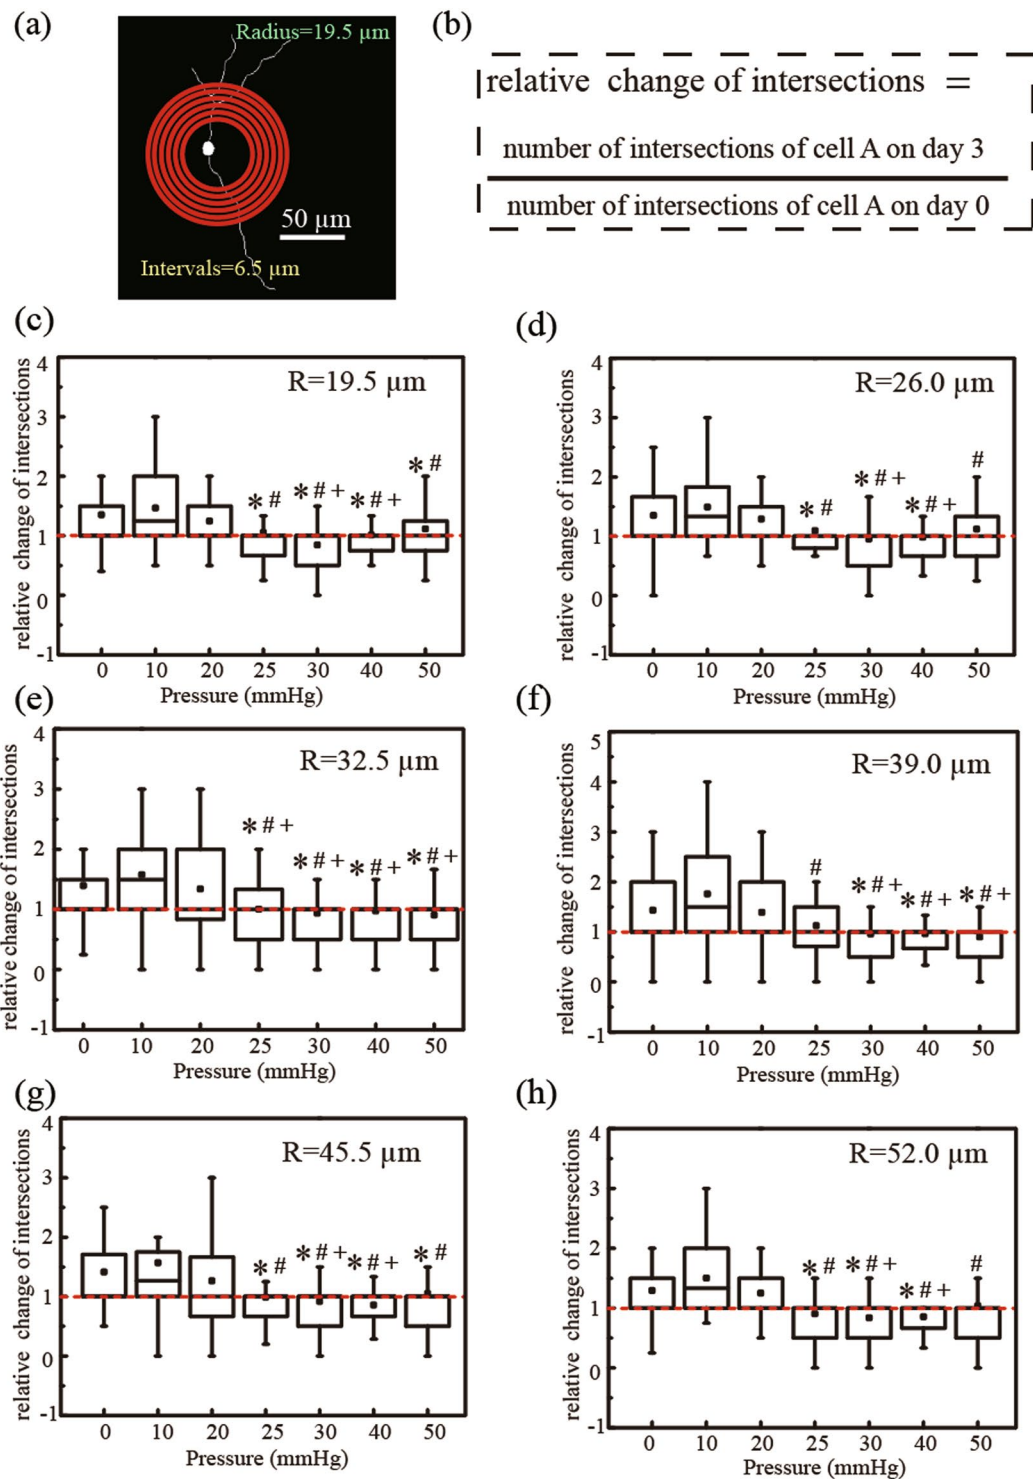 (a)
Radius=19.5 µm
50 µm
Intervals=6.5 µm
(b)
relative change of intersections =
number of intersections of cell A on day 3
number of intersections of cell A on day 0
(c)
R=19.5 µm
relative change of intersections
4
3
2
1
0
-1
* #
* # +
* # +
* #
0 10 20 25 30 40 50
Pressure (mmHg)
(d)
R=26.0 µm
relative change of intersections
4
3
2
1
0
-1
* #
* # +
* # +
#
0 10 20 25 30 40 50
Pressure (mmHg)
(e)
R=32.5 µm
relative change of intersections
4
3
2
1
0
-1
* # +
* # +
* # +
* # +
0 10 20 25 30 40 50
Pressure (mmHg)
(f)
R=39.0 µm
relative change of intersections
5
4
3
2
1
0
-1
#
* # +
* # +
* # +
0 10 20 25 30 40 50
Pressure (mmHg)
(g)
R=45.5 µm
relative change of intersections
4
3
2
1
0
-1
* #
* # +
* # +
* #
0 10 20 25 30 40 50
Pressure (mmHg)
(h)
R=52.0 µm
relative change of intersections
4
3
2
1
0
-1
* #
* # +
* # +
#
0 10 20 25 30 40 50
Pressure (mmHg)